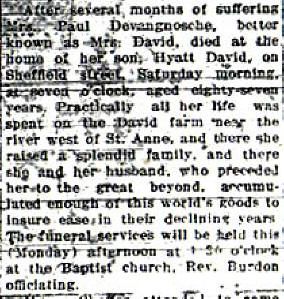 After several months of suffering
Mrs. Paul Devangnosche, better
known as Mrs. David, died at the
home of her son, Hyatt David, on
Sheffield street, Saturday morning,
at seven o'clock, aged eighty-seven
years. Practically all her life was
spent on the David farm near the
river west of St. Anne, and there she
raised a splendid family, and there
she and her husband, who preceded
her to the great beyond, accumu-
lated enough of this world's goods to
insure ease in their declining years
The funeral services will be held this
(Monday) afternoon at 1:30 o'clock
at the Baptist church, Rev. Burdon
officiating.